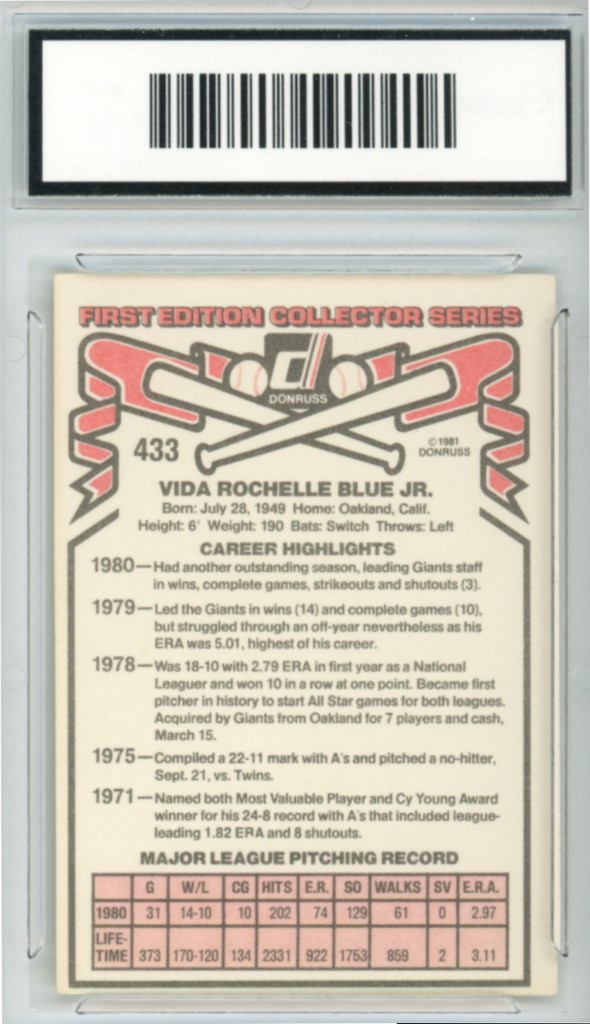 FIRST EDITION COLLECTOR SERIES
d
DONRUSS
433
©1981
DONRUSS
VIDA ROCHELLE BLUE JR.
Born: July 28, 1949 Home: Oakland, Calif.
Height: 6' Weight: 190 Bats: Switch Throws: Left
CAREER HIGHLIGHTS
1980—Had another outstanding season, leading Giants staff
in wins, complete games, strikeouts and shutouts (3).
1979—Led the Giants in wins (14) and complete games (10),
but struggled through an off-year nevertheless as his
ERA was 5.01, highest of his career.
1978—Was 18-10 with 2.79 ERA in first year as a National
Leaguer and won 10 in a row at one point. Became first
pitcher in history to start All Star games for both leagues.
Acquired by Giants from Oakland for 7 players and cash,
March 15.
1975—Compiled a 22-11 mark with A's and pitched a no-hitter,
Sept. 21, vs. Twins.
1971—Named both Most Valuable Player and Cy Young Award
winner for his 24-8 record with A's that included league-
leading 1.82 ERA and 8 shutouts.
MAJOR LEAGUE PITCHING RECORD
G W/L CG HITS E.R. SO WALKS SV E.R.A.
1980 31 14-10 10 202 74 129 61 0 2.97
LIFE-
TIME 373 170-120 134 2331 922 1753 859 2 3.11